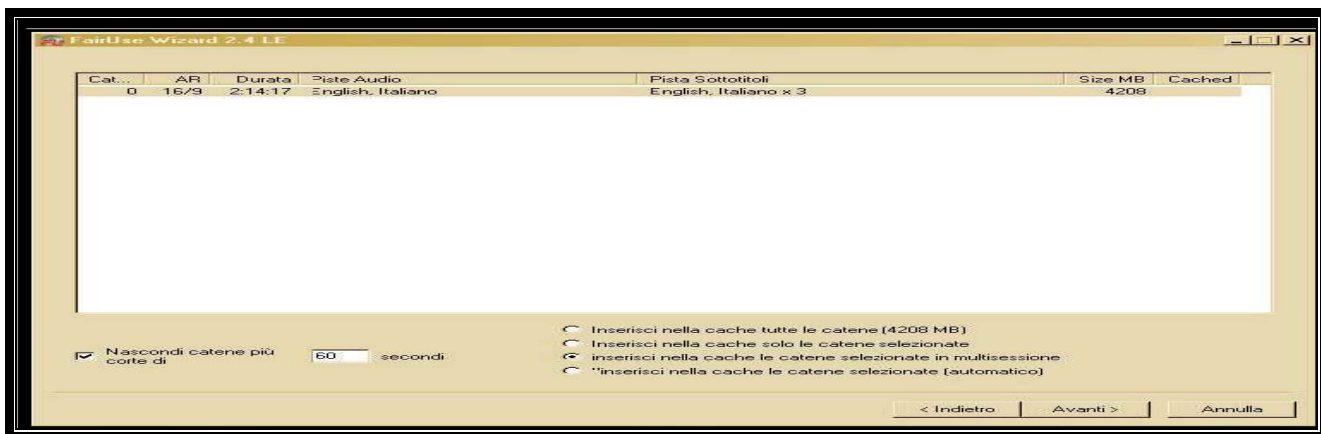 FairUse Wizard 2.4 LE
Cat... AR Durata Piste Audio Pista Sottotitoli Size MB Cached
0 16/9 2:14:17 English, Italiano English, Italiano x 3 4208
Inserisci nella cache tutte le catene (4208 MB)
Inserisci nella cache solo le catene selezionate
inserisci nella cache le catene selezionate in multisessione
"inserisci nella cache le catene selezionate (automatico)
Nascondi catene più
corte di
60 secondi
< Indietro Avanti > Annulla